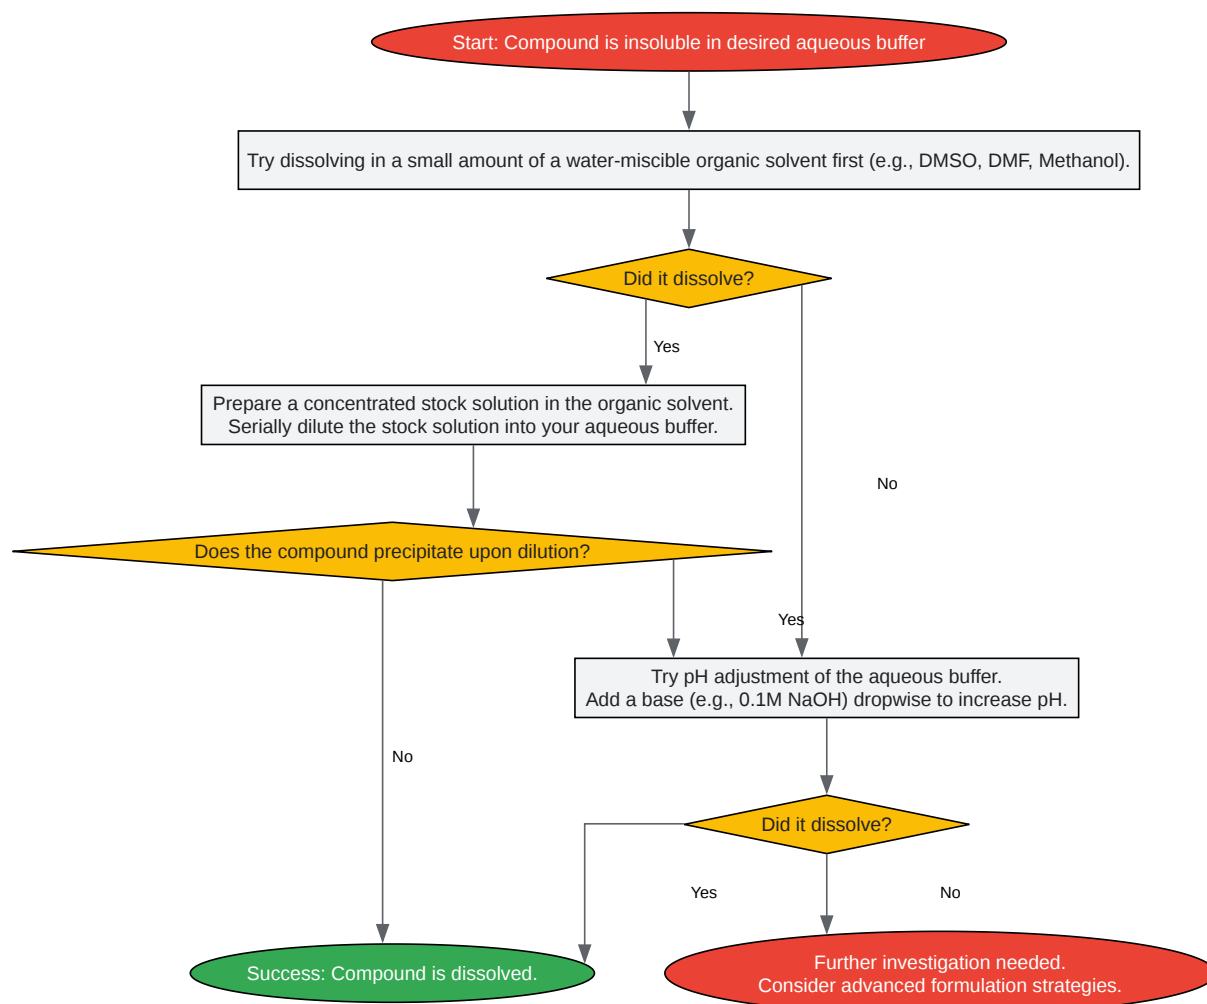 Start: Compound is insoluble in desired aqueous buffer
Try dissolving in a small amount of a water-miscible organic solvent first (e.g., DMSO, DMF, Methanol).
Did it dissolve?
Yes
Prepare a concentrated stock solution in the organic solvent.
Serially dilute the stock solution into your aqueous buffer.
No
Does the compound precipitate upon dilution?
Yes
Try pH adjustment of the aqueous buffer.
Add a base (e.g., 0.1M NaOH) dropwise to increase pH.
No
Did it dissolve?
Yes
No
Success: Compound is dissolved.
Further investigation needed.
Consider advanced formulation strategies.